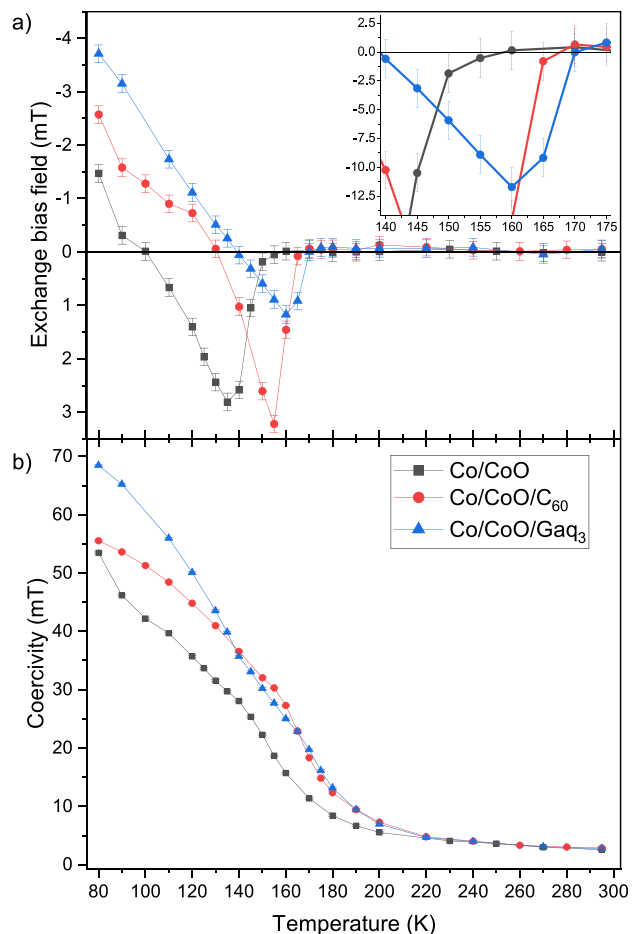 a)
-4
-3
-2
-1
0
1
2
3
Exchange bias field (mT)
2.5
0.0
-2.5
-5.0
-7.5
-10.0
-12.5
140 145 150 155 160 165 170 175
b)
70
60
50
40
30
20
10
0
Coercivity (mT)
Co/CoO
Co/CoO/C₆₀
Co/CoO/Gaq₃
80 100 120 140 160 180 200 220 240 260 280 300
Temperature (K)